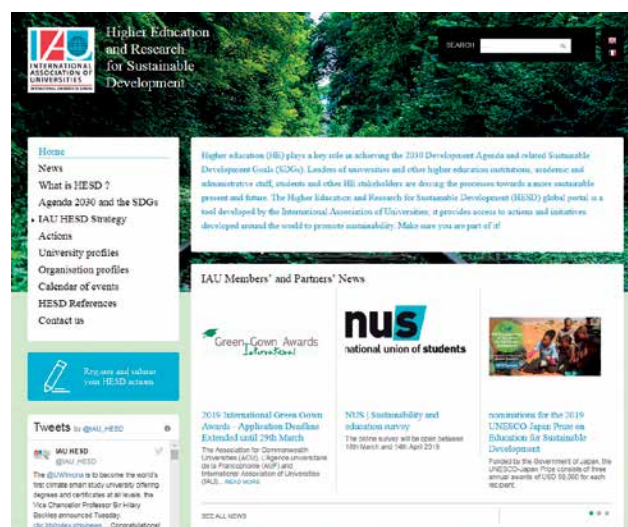 IAU
INTERNATIONAL
ASSOCIATION OF
UNIVERSITIES
Higher Education
and Research
for Sustainable
Development
SEARCH
Home
News
What is HESD ?
Agenda 2030 and the SDGs
IAU HESD Strategy
Actions
University profiles
Organisation profiles
Calendar of events
HESD References
Contact us
Register and submit
your HESD actions
Tweets by @IAU_HESD
IAU HESD
@IAU_HESD
The @UWImona is to become the world's
first climate smart study university offering
degrees and certificates at all levels, the
Vice Chancellor Professor Sir Hilary
Beckles announced Tuesday.
Congratulations!
Higher education (HE) plays a key role in achieving the 2030 Development Agenda and related Sustainable
Development Goals (SDGs). Leaders of universities and other higher education institutions, academic and
administrative staff, students and other HE stakeholders are driving the processes towards a more sustainable
present and future. The Higher Education and Research for Sustainable Development (HESD) global portal is a
tool developed by the International Association of Universities; it provides access to actions and initiatives
developed around the world to promote sustainability. Make sure you are part of it!
IAU Members' and Partners' News
Green Gown Awards
International
2019 International Green Gown
Awards - Application Deadline
Extended until 29th March
The Association for Commonwealth
Universities (ACU), L'Agence universitaire
de la Francophonie (AUF) and
International Association of Universities
(IAU)... READ MORE
nus
national union of students
NUS | Sustainability and
education survey
The online survey will be open between
18th March and 14th April 2019
nominations for the 2019
UNESCO-Japan Prize on
Education for Sustainable
Development
Funded by the Government of Japan, the
UNESCO-Japan Prize consists of three
annual awards of USD 50,000 for each
recipient.
SEE ALL NEWS